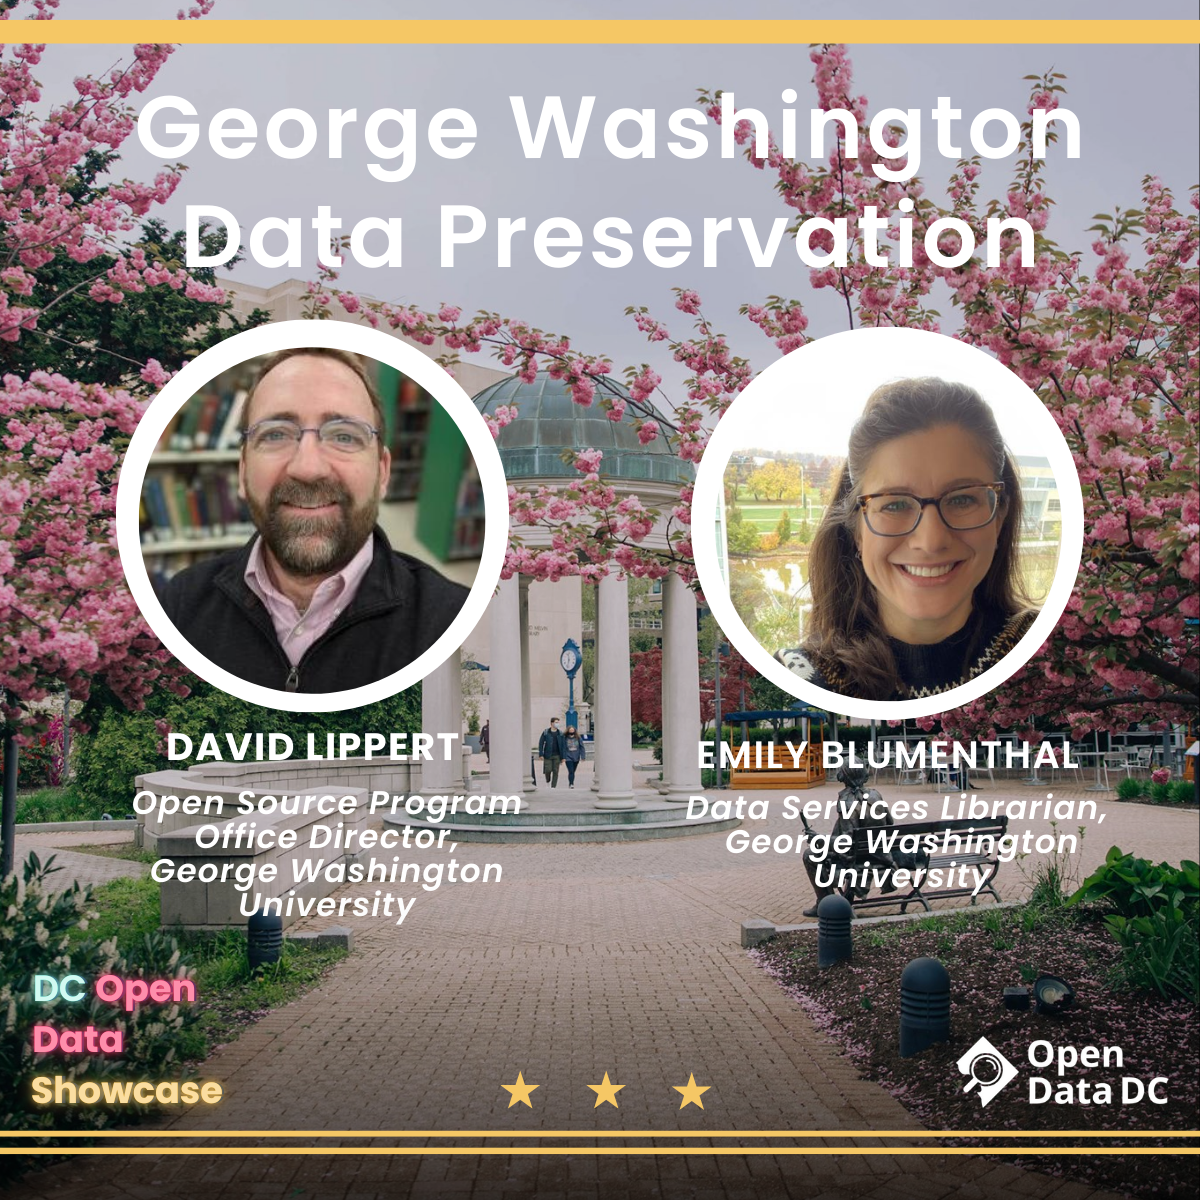 George Washington
Data Preservation
DAVID LIPPERT
Open Source Program
Office Director,
George Washington
University
EMILY BLUMENTHAL
Data Services Librarian,
George Washington
University
DC Open
Data
Showcase
Open
Data DC